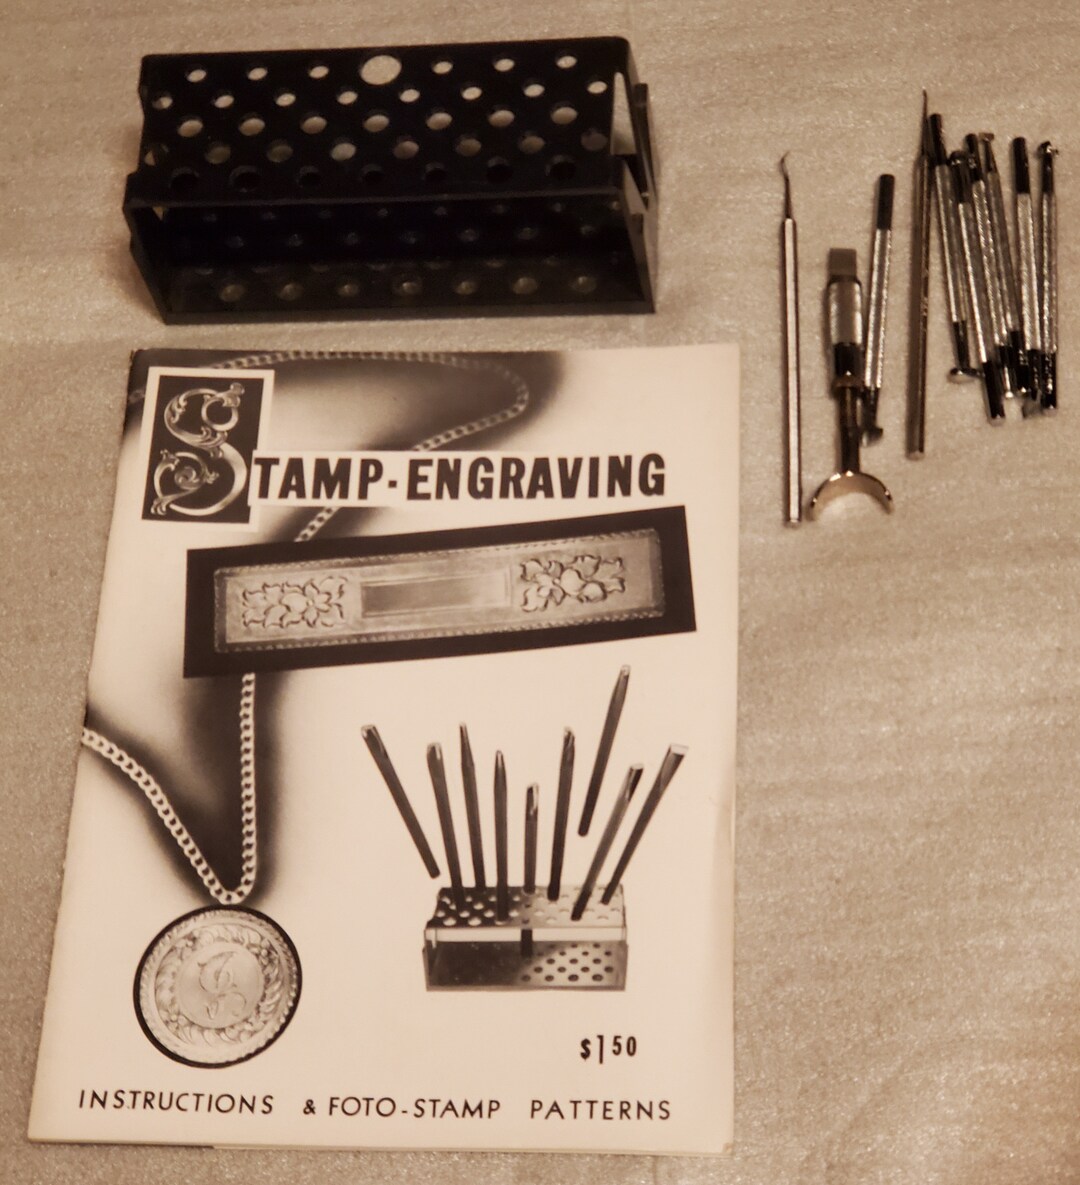 STAMP-ENGRAVING
$1.50
INSTRUCTIONS & FOTO-STAMP PATTERNS